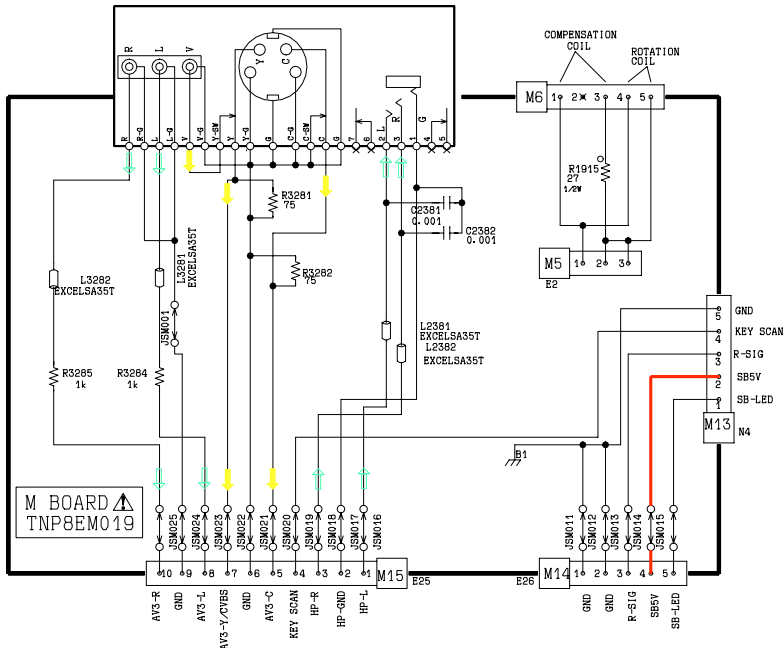 COMPENSATION
COIL
ROTATION
COIL
R L V
Y C
L R G
M6 1 2 3 4 5
R R-G L L-G V V-G Y-SW Y Y-G G C-G C-SW C G 7 6 2 3 1 4 5
R3281
75
R1915
27
1/2W
C2381
0.001
C2382
0.001
L3281
EXCELSA35T
R3282
75
M5 1 2 3
E2
L3282
EXCELSA35T
JSM001
L2381
EXCELSA35T
L2382
EXCELSA35T
5 GND
4 KEY SCAN
3 R-SIG
2 SB5V
1 SB-LED
M13
N4
R3285
1k
R3284
1k
B1
M BOARD
TNP8EM019
JSM025
JSM024
JSM023
JSM022
JSM021
JSM020
JSM019
JSM018
JSM017
JSM016
JSM011
JSM012
JSM013
JSM014
JSM015
10 9 8 7 6 5 4 3 2 1 M15
E25
E26
M14 1 2 3 4 5
AV3-R
GND
AV3-L
AV3-Y/CVBS
GND
AV3-C
KEY SCAN
HP-R
HP-GND
HP-L
GND
GND
R-SIG
SB5V
SB-LED